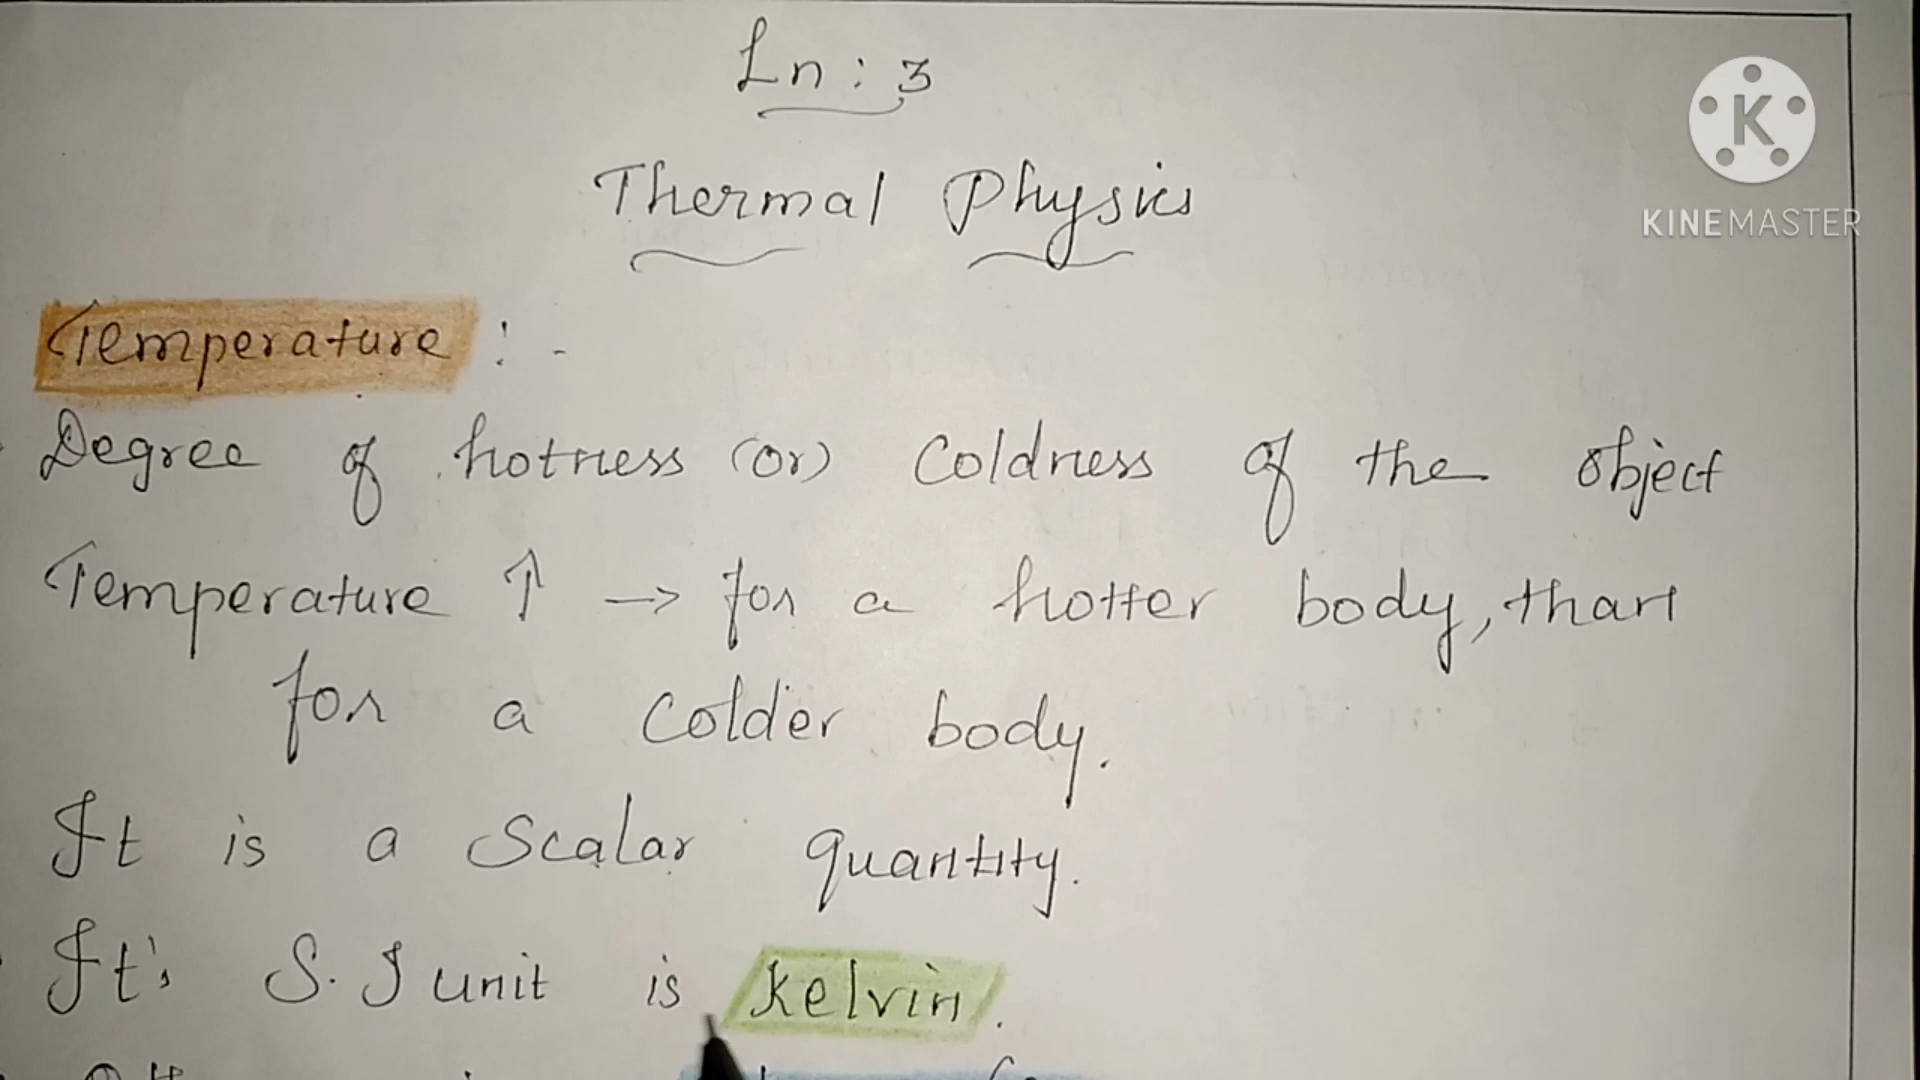 Ln : 3
Thermal Physics
K
KINEMASTER
Temperature : -
Degree of hotness (or) Coldness of the object
Temperature ↑ → for a hotter body, than
for a Colder body.
It is a Scalar quantity.
It's S.I unit is Kelvin.